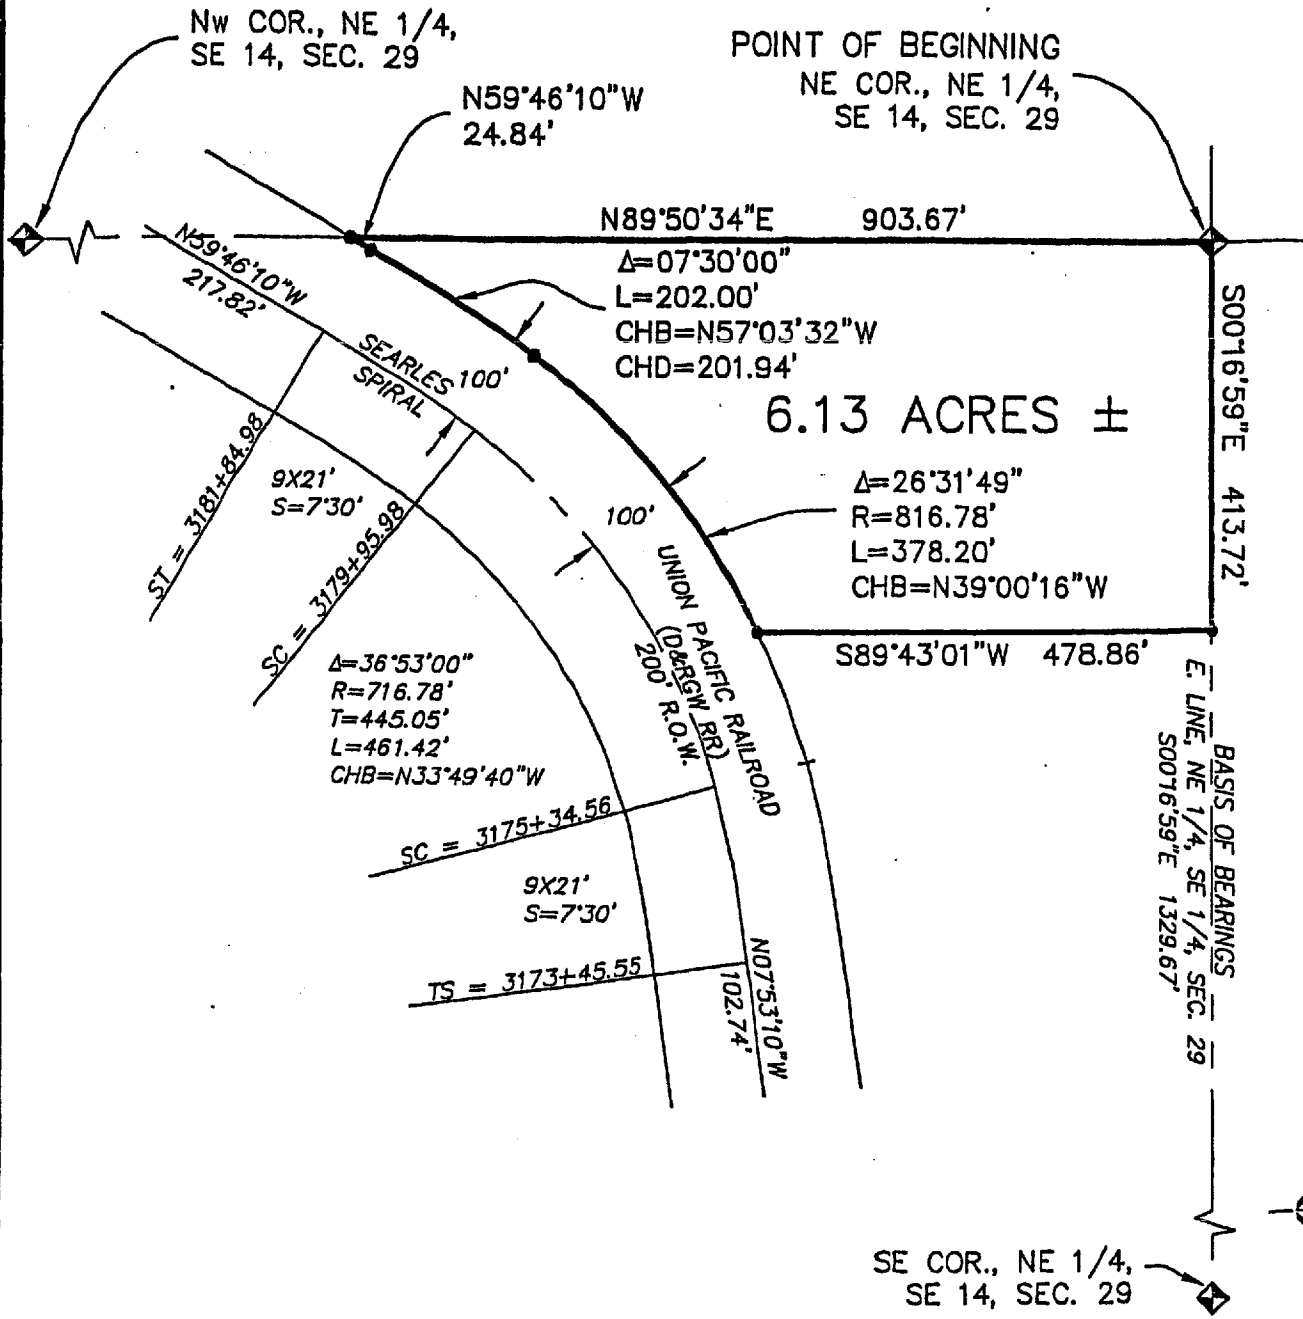 Nw COR., NE 1/4,
SE 14, SEC. 29
POINT OF BEGINNING
NE COR., NE 1/4,
SE 14, SEC. 29
N59°46'10"W
24.84'
N89°50'34"E 903.67'
Δ=07°30'00"
L=202.00'
CHB=N57°03'32"W
CHD=201.94'
N59°46'10"W
217.82'
SEARLES
SPIRAL
100'
6.13 ACRES ±
S00°16'59"E 413.72'
ST = 3181+84.98
9X21'
S=7°30'
SC = 3179+95.98
100'
Δ=26°31'49"
R=816.78'
L=378.20'
CHB=N39°00'16"W
UNION PACIFIC RAILROAD
(D&RGW RR)
200' R.O.W.
S89°43'01"W 478.86'
Δ=36°53'00"
R=716.78'
T=445.05'
L=461.42'
CHB=N33°49'40"W
SC = 3175+34.56
9X21'
S=7°30'
TS = 3173+45.55
N07°53'10"W
102.74'
BASIS OF BEARINGS
E. LINE, NE 1/4, SE 1/4, SEC. 29
S00°16'59"E 1329.67'
SE COR., NE 1/4,
SE 14, SEC. 29